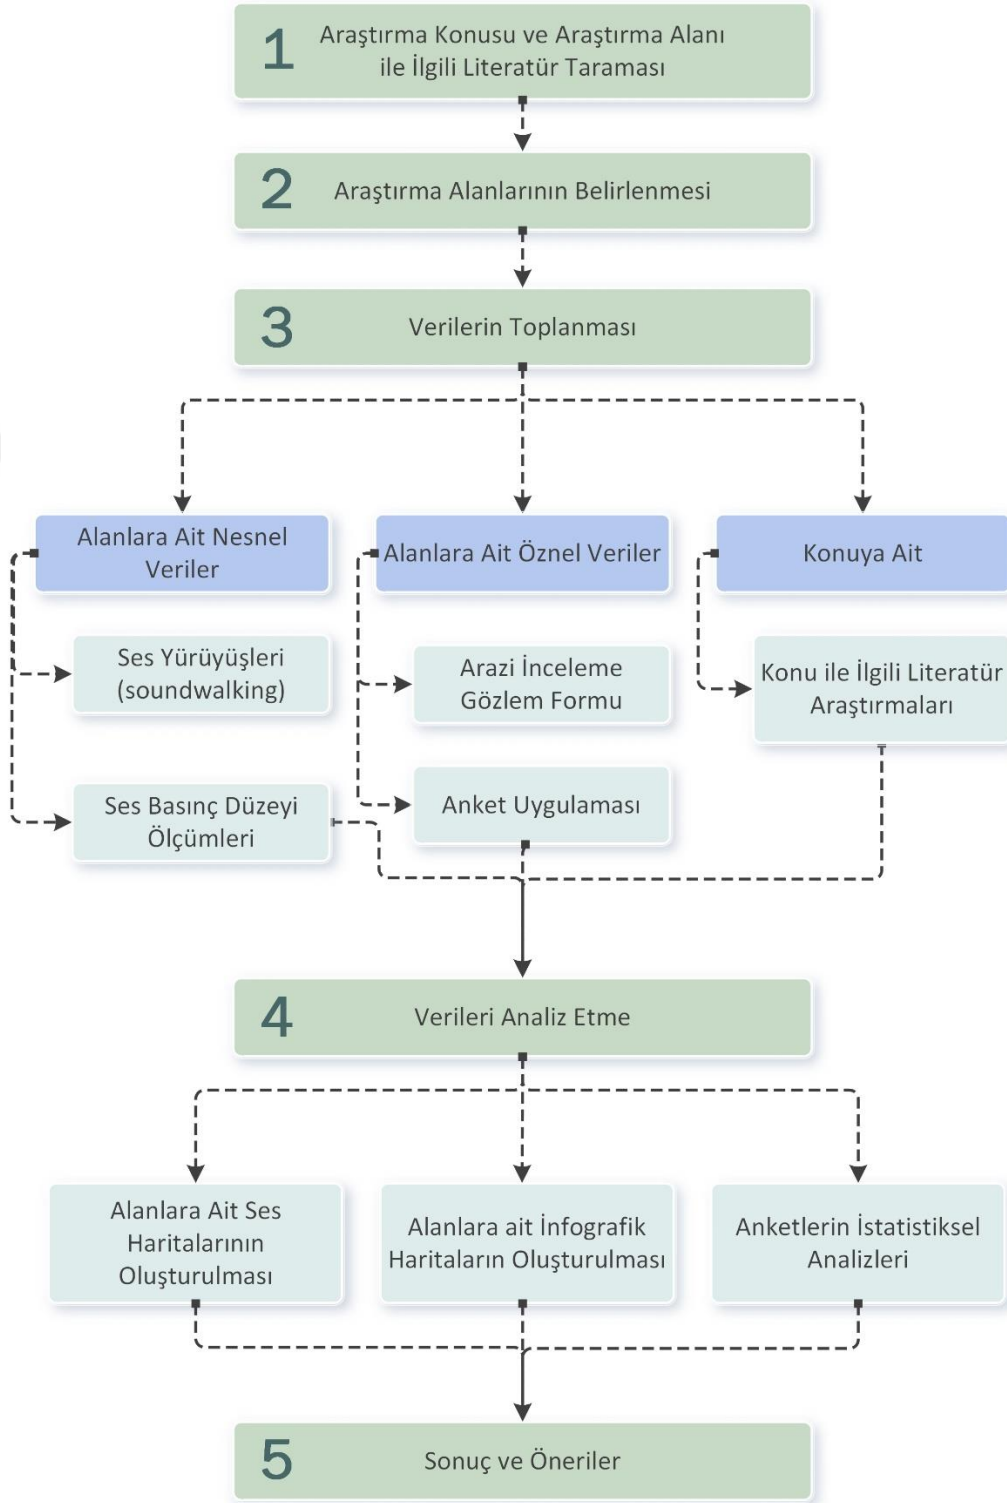 1
Araştırma Konusu ve Araştırma Alanı
ile İlgili Literatür Taraması
2
Araştırma Alanlarının Belirlenmesi
3
Verilerin Toplanması
Alanlara Ait Nesnel
Veriler
Alanlara Ait Öznel Veriler
Konuya Ait
Ses Yürüyüşleri
(soundwalking)
Arazi İnceleme
Gözlem Formu
Konu ile İlgili Literatür
Araştırmaları
Ses Basınç Düzeyi
Ölçümleri
Anket Uygulaması
4
Verileri Analiz Etme
Alanlara Ait Ses
Haritalarının
Oluşturulması
Alanlara ait İnfografik
Haritaların Oluşturulması
Anketlerin İstatistiksel
Analizleri
5
Sonuç ve Öneriler